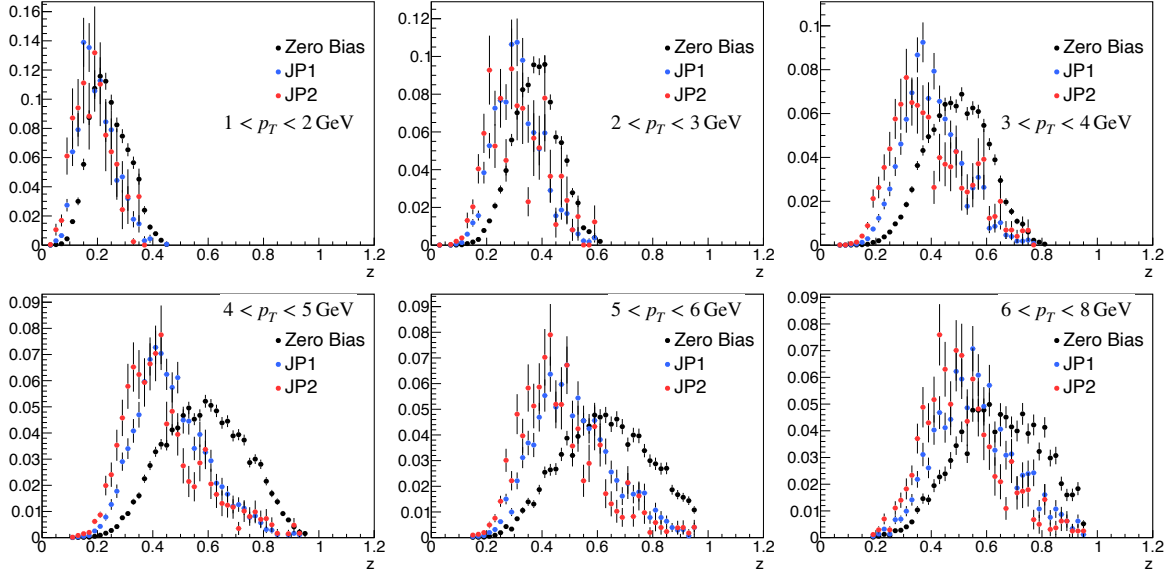 0.16
0.14
0.12
0.1
0.08
0.06
0.04
0.02
0
0 0.2 0.4 0.6 0.8 1 1.2
z
Zero Bias
JP1
JP2
1 < p_T < 2 GeV
0.12
0.1
0.08
0.06
0.04
0.02
0
0 0.2 0.4 0.6 0.8 1 1.2
z
Zero Bias
JP1
JP2
2 < p_T < 3 GeV
0.1
0.08
0.06
0.04
0.02
0
0 0.2 0.4 0.6 0.8 1 1.2
z
Zero Bias
JP1
JP2
3 < p_T < 4 GeV
0.09
0.08
0.07
0.06
0.05
0.04
0.03
0.02
0.01
0
0 0.2 0.4 0.6 0.8 1 1.2
z
4 < p_T < 5 GeV
Zero Bias
JP1
JP2
0.09
0.08
0.07
0.06
0.05
0.04
0.03
0.02
0.01
0
0 0.2 0.4 0.6 0.8 1 1.2
z
5 < p_T < 6 GeV
Zero Bias
JP1
JP2
0.09
0.08
0.07
0.06
0.05
0.04
0.03
0.02
0.01
0
0 0.2 0.4 0.6 0.8 1 1.2
z
6 < p_T < 8 GeV
Zero Bias
JP1
JP2